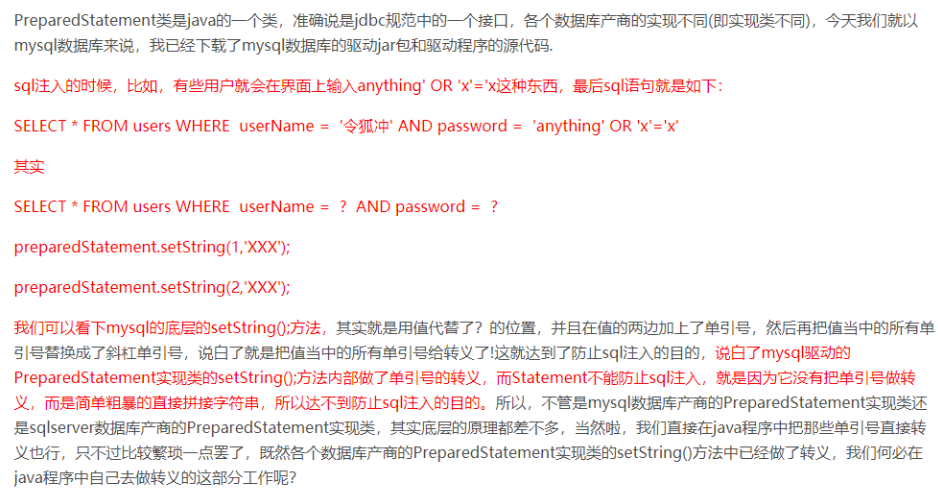 PreparedStatement类是java的一个类，准确说是jdbc规范中的一个接口，各个数据库产商的实现不同(即实现类不同)，今天我们就以
mysql数据库来说，我已经下载了mysql数据库的驱动jar包和驱动程序的源代码.
sql注入的时候，比如，有些用户就会在界面上输入anything' OR 'x'='x这种东西，最后sql语句就是如下：
SELECT * FROM users WHERE  userName =  '令狐冲' AND password =  'anything' OR 'x'='x'
其实
SELECT * FROM users WHERE  userName =  ？ AND password =  ？
preparedStatement.setString(1,'XXX');
preparedStatement.setString(2,'XXX');
我们可以看下mysql的底层的setString();方法，其实就是用值代替了？的位置，并且在值的两边加上了单引号，然后再把值当中的所有单
引号替换成了斜杠单引号，说白了就是把值当中的所有单引号给转义了!这就达到了防止sql注入的目的，说白了mysql驱动的
PreparedStatement实现类的setString();方法内部做了单引号的转义，而Statement不能防止sql注入，就是因为它没有把单引号做转
义，而是简单粗暴的直接拼接字符串，所以达不到防止sql注入的目的。所以，不管是mysql数据库产商的PreparedStatement实现类还
是sqlserver数据库产商的PreparedStatement实现类，其实底层的原理都差不多，当然啦，我们直接在java程序中把那些单引号直接转
义也行，只不过比较繁琐一点罢了，既然各个数据库产商的PreparedStatement实现类的setString()方法中已经做了转义，我们何必在
java程序中自己去做转义的这部分工作呢？